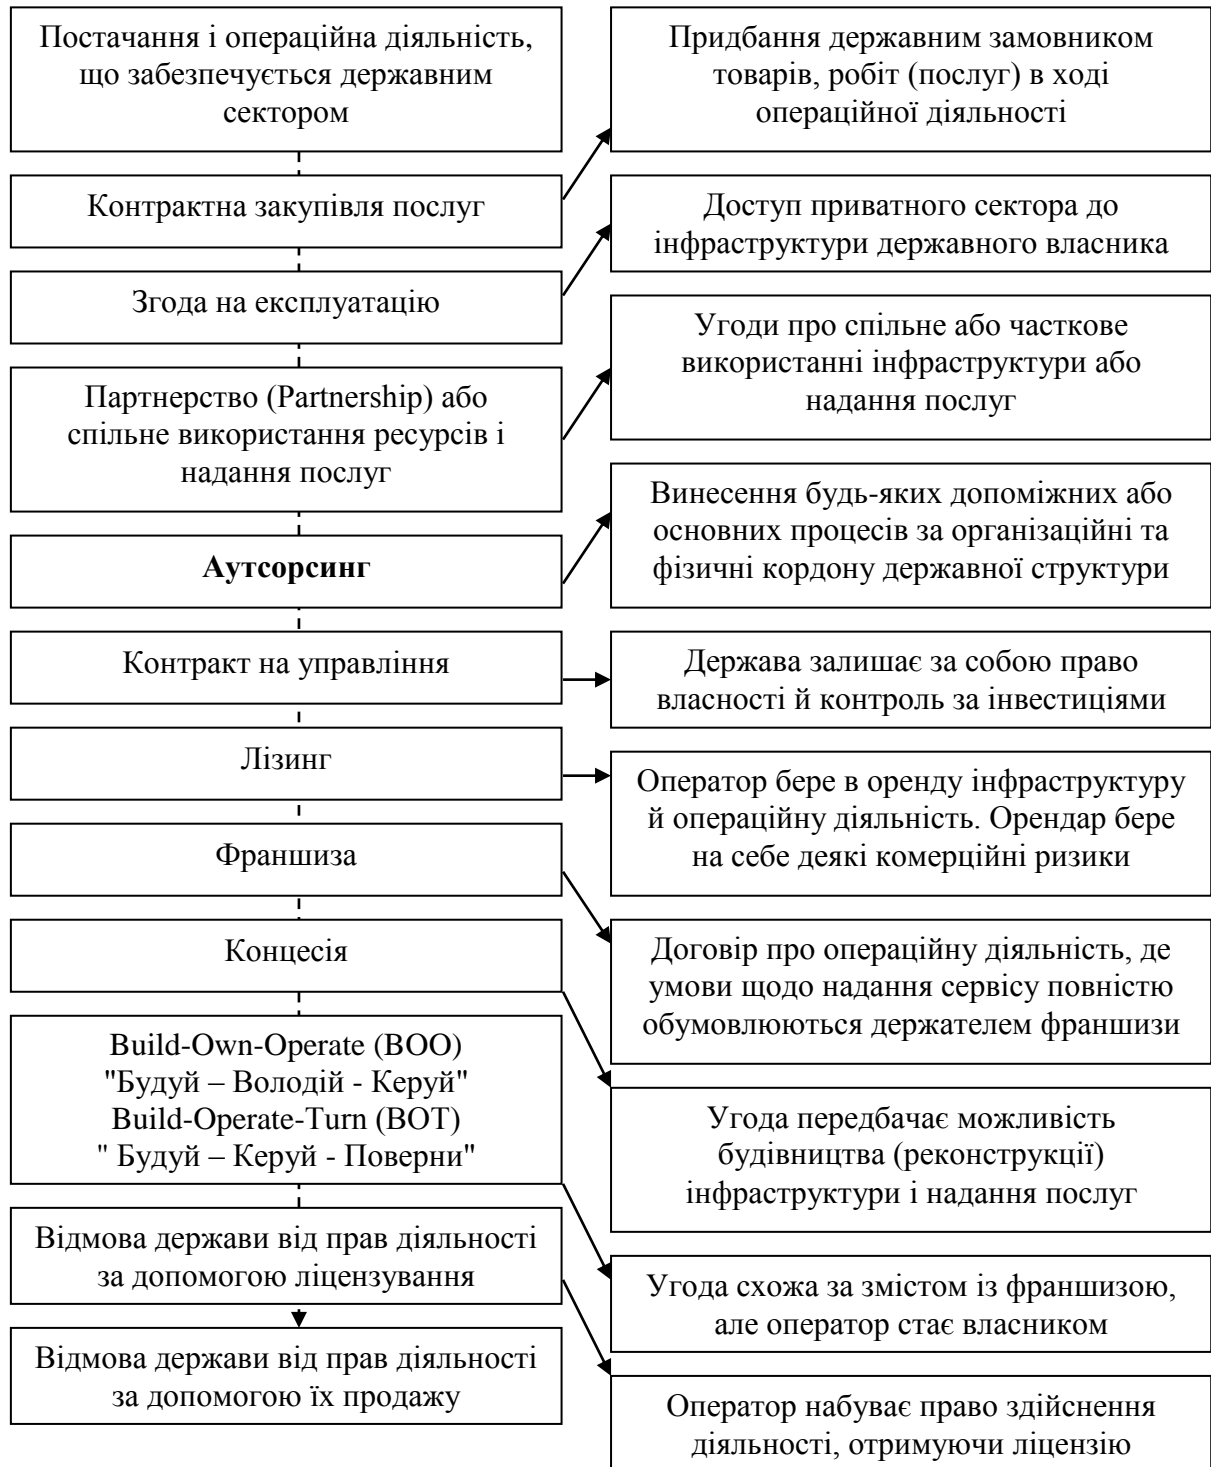 Постачання і операційна діяльність,
що забезпечується державним
сектором
Контрактна закупівля послуг
Згода на експлуатацію
Партнерство (Partnership) або
спільне використання ресурсів і
надання послуг
Аутсорсинг
Контракт на управління
Лізинг
Франшиза
Концесія
Build-Own-Operate (BOO)
"Будуй – Володій - Керуй"
Build-Operate-Turn (BOT)
" Будуй – Керуй - Поверни"
Відмова держави від прав діяльності
за допомогою ліцензування
Відмова держави від прав діяльності
за допомогою їх продажу
Придбання державним замовником
товарів, робіт (послуг) в ході
операційної діяльності
Доступ приватного сектора до
інфраструктури державного власника
Угоди про спільне або часткове
використанні інфраструктури або
надання послуг
Винесення будь-яких допоміжних або
основних процесів за організаційні та
фізичні кордону державної структури
Держава залишає за собою право
власності й контроль за інвестиціями
Оператор бере в оренду інфраструктуру
й операційну діяльність. Орендар бере
на себе деякі комерційні ризики
Договір про операційну діяльність, де
умови щодо надання сервісу повністю
обумовлюються держателем франшизи
Угода передбачає можливість
будівництва (реконструкції)
інфраструктури і надання послуг
Угода схожа за змістом із франшизою,
але оператор стає власником
Оператор набуває право здійснення
діяльності, отримуючи ліцензію